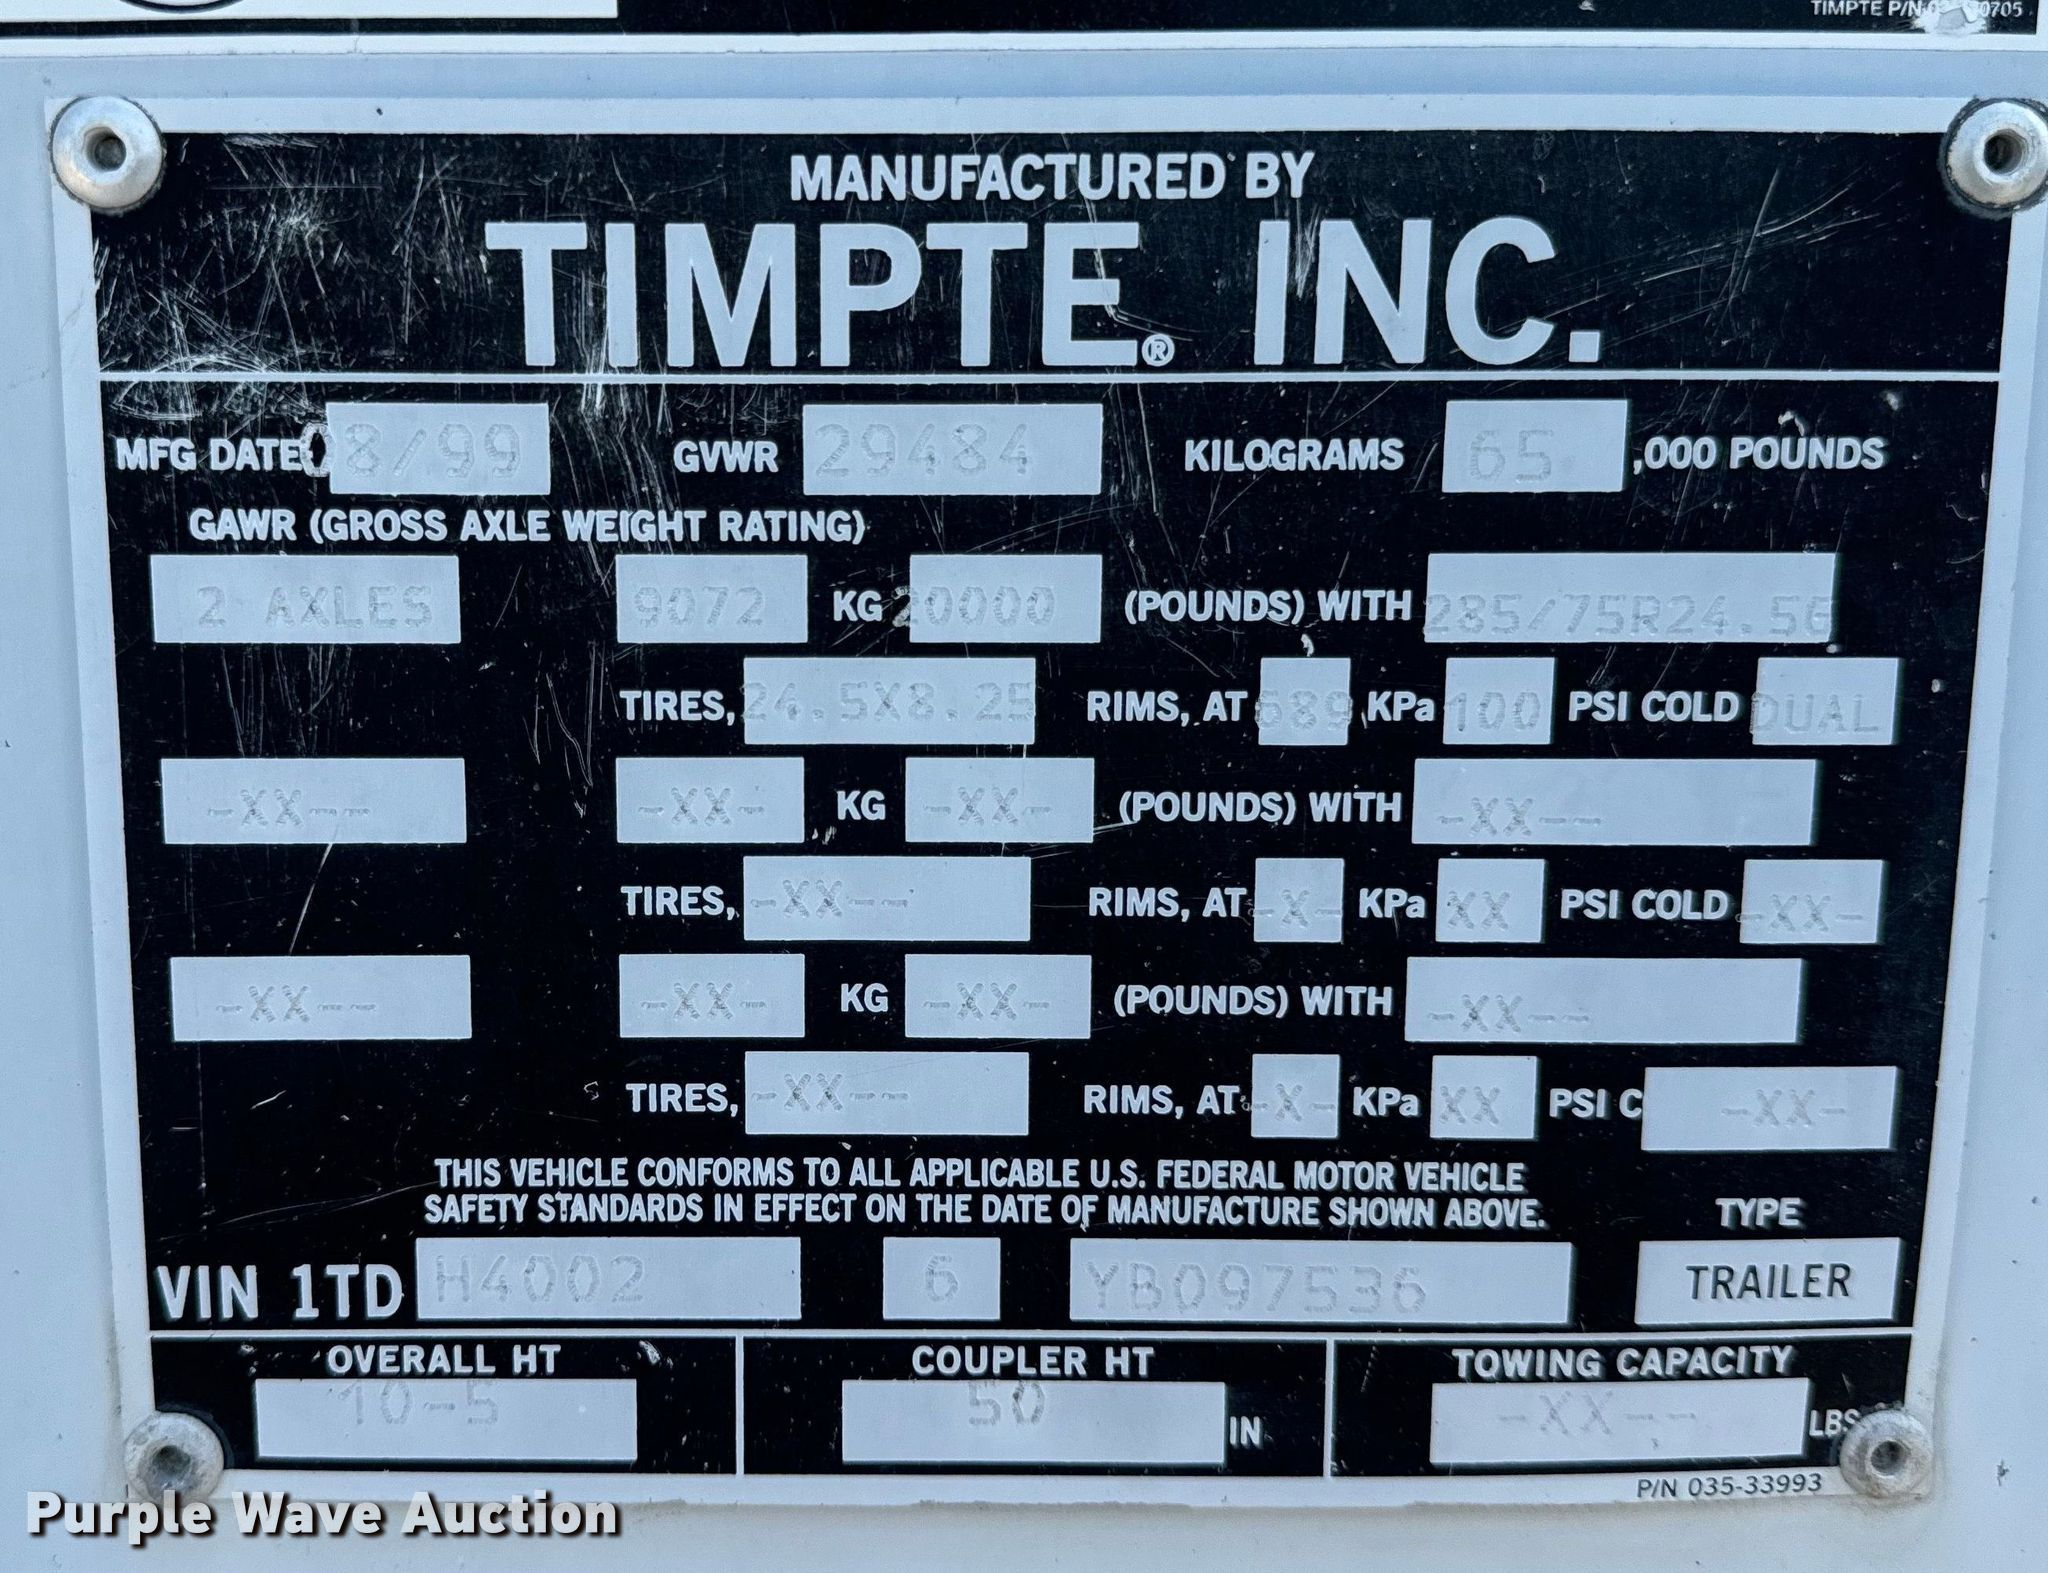 TIMPTE P/N
MANUFACTURED BY
TIMPTE® INC.
MFG DATE 08/99 GVWR 29484 KILOGRAMS 65 ,000 POUNDS
GAWR (GROSS AXLE WEIGHT RATING)
2 AXLES 9072 KG 20000 (POUNDS) WITH 285/75R24.5G
TIRES, 24.5X8.25 RIMS, AT 689 KPa 100 PSI COLD DUAL
-XX-- -XX- KG -XX- (POUNDS) WITH -XX--
TIRES, -XX-- RIMS, AT -X- KPa XX PSI COLD -XX-
-XX-- -XX- KG -XX- (POUNDS) WITH -XX--
TIRES, -XX-- RIMS, AT -X- KPa XX PSI C -XX-
THIS VEHICLE CONFORMS TO ALL APPLICABLE U.S. FEDERAL MOTOR VEHICLE
SAFETY STANDARDS IN EFFECT ON THE DATE OF MANUFACTURE SHOWN ABOVE.
TYPE
VIN 1TD H4002 6 YB097536 TRAILER
OVERALL HT COUPLER HT TOWING CAPACITY
10-5 50 IN -XX-- LBS
P/N 035-33993
Purple Wave Auction